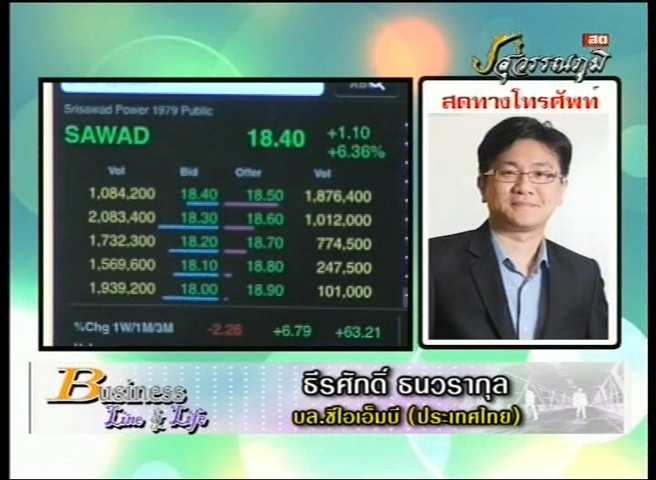 สด
สุวรรณภูมิ
สดทางโทรศัพท์
Srisawad Power 1979 Public
SAWAD 18.40 +1.10
+6.36%
Vol Bid Offer Vol
1,084,200 18.40 18.50 1,876,400
2,083,400 18.30 18.60 1,012,000
1,732,300 18.20 18.70 774,500
1,569,600 18.10 18.80 247,500
1,939,200 18.00 18.90 101,000
%Chg 1W/1M/3M -2.26 +6.79 +63.21
Business
Line & Life
ธีรศักดิ์ ธนวรากุล
บล.ซีไอเอ็มบี (ประเทศไทย)